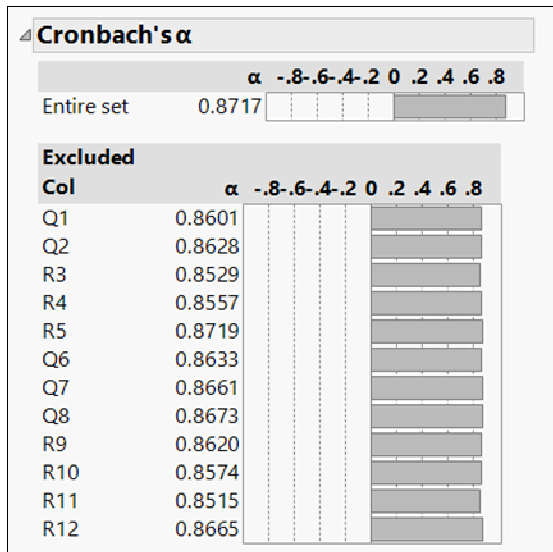 Cronbach's α
α -.8-.6-.4-.2 0 .2 .4 .6 .8
Entire set 0.8717
Excluded
Col α -.8-.6-.4-.2 0 .2 .4 .6 .8
Q1 0.8601
Q2 0.8628
R3 0.8529
R4 0.8557
R5 0.8719
Q6 0.8633
Q7 0.8661
Q8 0.8673
R9 0.8620
R10 0.8574
R11 0.8515
R12 0.8665